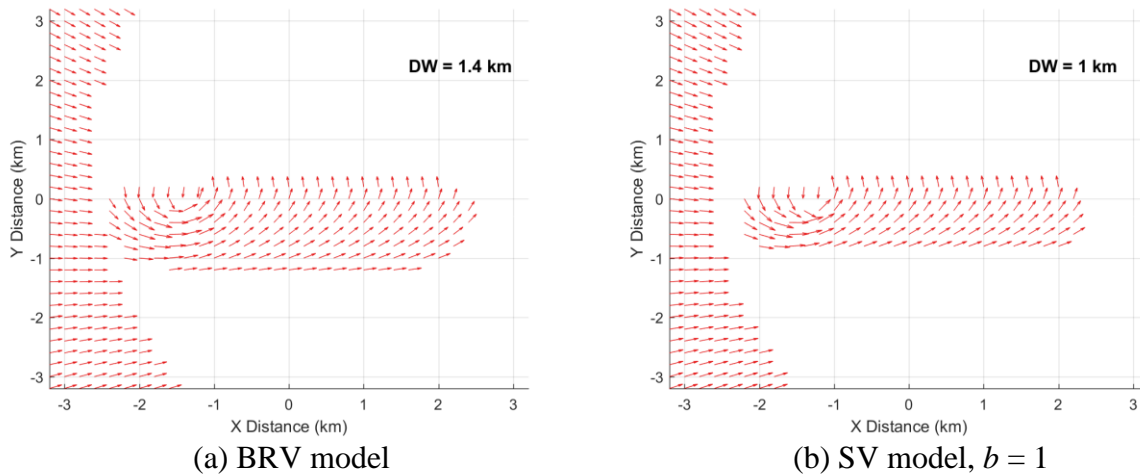 3
2
1
0
-1
-2
-3
Y Distance (km)
DW = 1.4 km
-3 -2 -1 0 1 2 3
X Distance (km)
(a) BRV model
3
2
1
0
-1
-2
-3
Y Distance (km)
DW = 1 km
-3 -2 -1 0 1 2 3
X Distance (km)
(b) SV model, b = 1